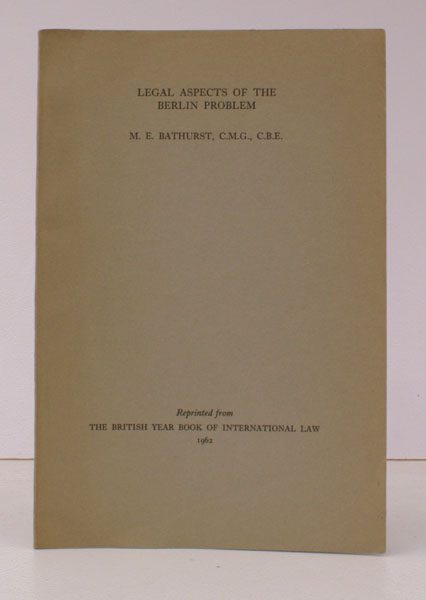 LEGAL ASPECTS OF THE
BERLIN PROBLEM
M. E. BATHURST, C.M.G., C.B.E.
Reprinted from
THE BRITISH YEAR BOOK OF INTERNATIONAL LAW
1962